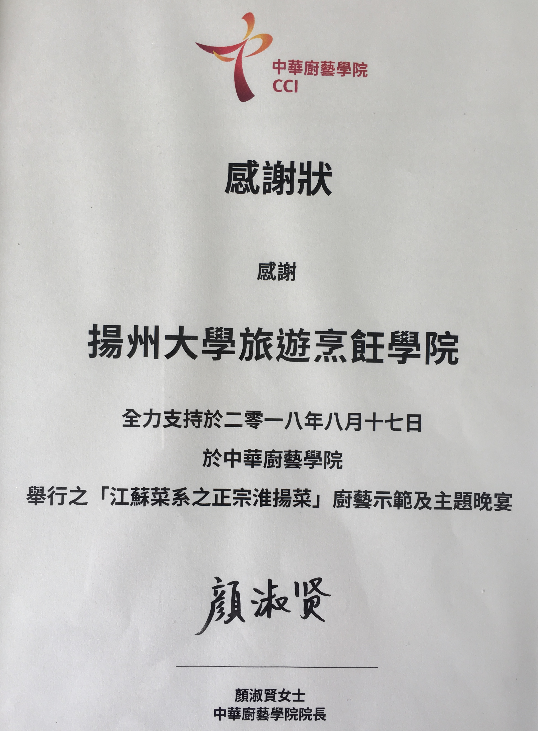 中華廚藝學院
CCI
感謝狀
感謝
揚州大學旅遊烹飪學院
全力支持於二零一八年八月十七日
於中華廚藝學院
舉行之「江蘇菜系之正宗淮揚菜」廚藝示範及主題晚宴
顏淑贤
顏淑賢女士
中華廚藝學院院長